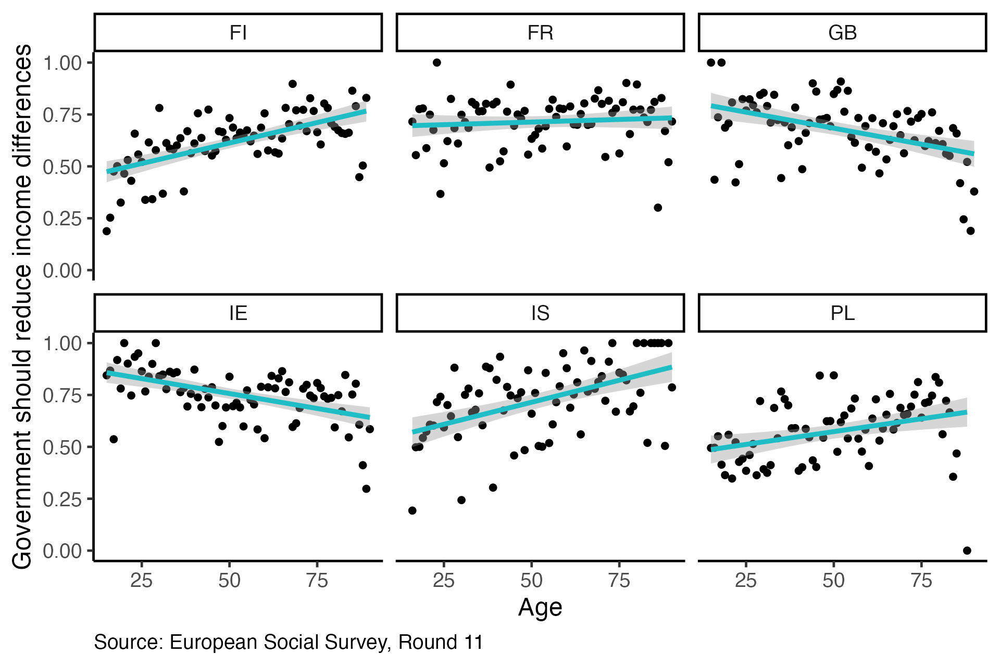 Government should reduce income differences
FI
FR
GB
1.00
0.75
0.50
0.25
0.00
IE
IS
PL
1.00
0.75
0.50
0.25
0.00
25 50 75
25 50 75
25 50 75
Age
Source: European Social Survey, Round 11